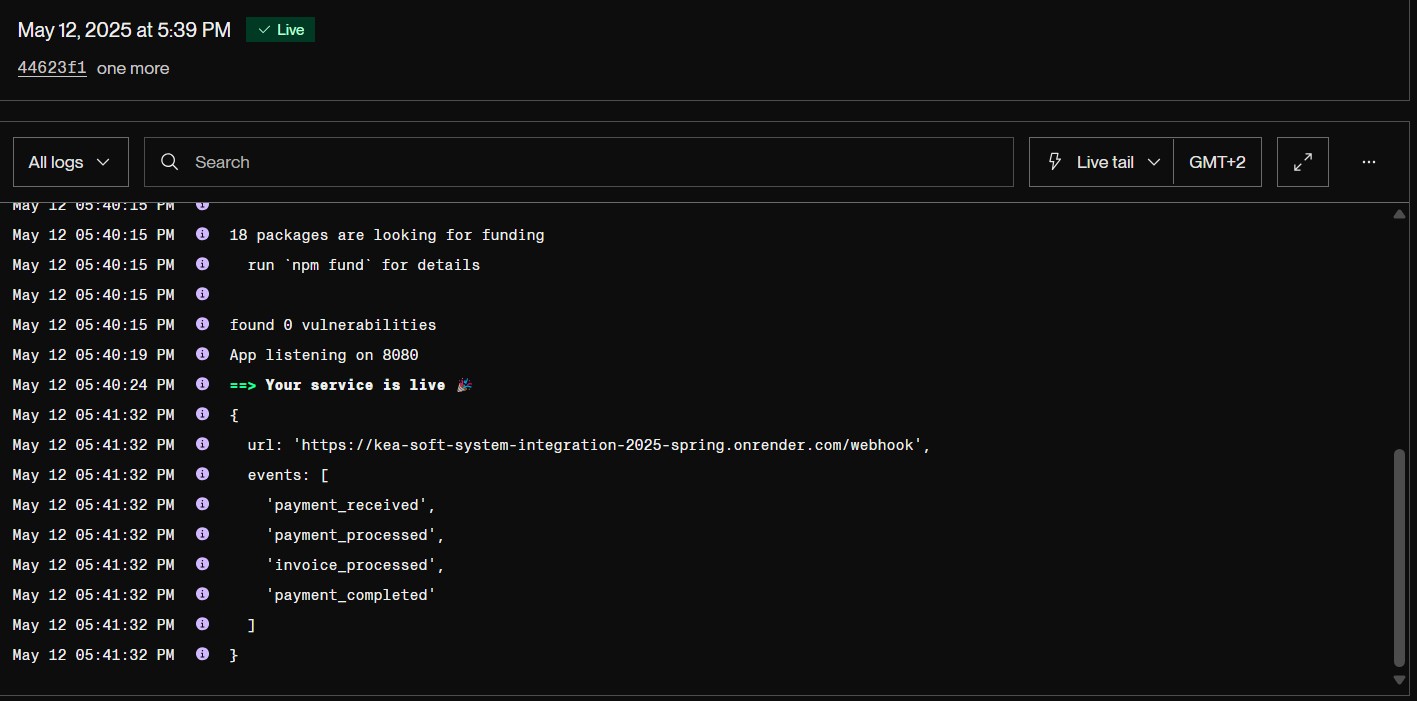 May 12, 2025 at 5:39 PM Live
44623f1 one more
All logs Search Live tail GMT+2 ...
May 12 05:40:15 PM
May 12 05:40:15 PM 18 packages are looking for funding
May 12 05:40:15 PM   run `npm fund` for details
May 12 05:40:15 PM
May 12 05:40:15 PM found 0 vulnerabilities
May 12 05:40:19 PM App listening on 8080
May 12 05:40:24 PM ==> Your service is live 🎉
May 12 05:41:32 PM {
May 12 05:41:32 PM   url: 'https://kea-soft-system-integration-2025-spring.onrender.com/webhook',
May 12 05:41:32 PM   events: [
May 12 05:41:32 PM     'payment_received',
May 12 05:41:32 PM     'payment_processed',
May 12 05:41:32 PM     'invoice_processed',
May 12 05:41:32 PM     'payment_completed'
May 12 05:41:32 PM   ]
May 12 05:41:32 PM }